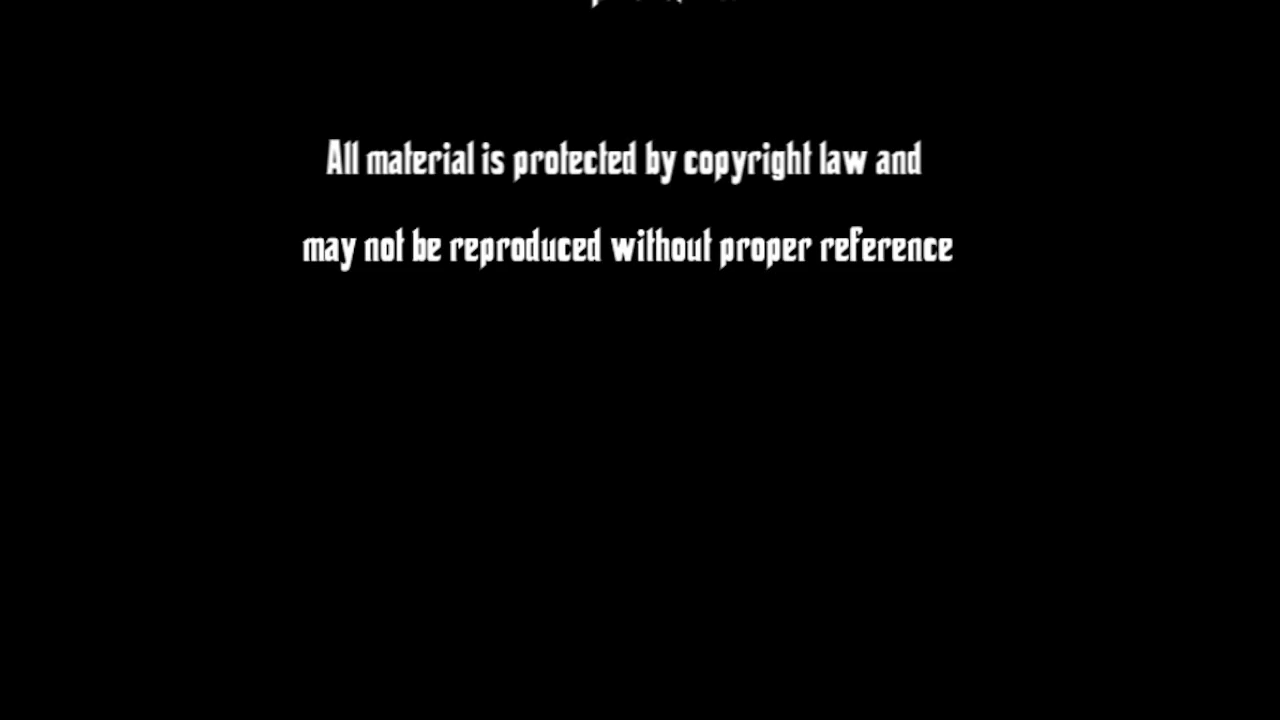 All material is protected by copyright law and
may not be reproduced without proper reference